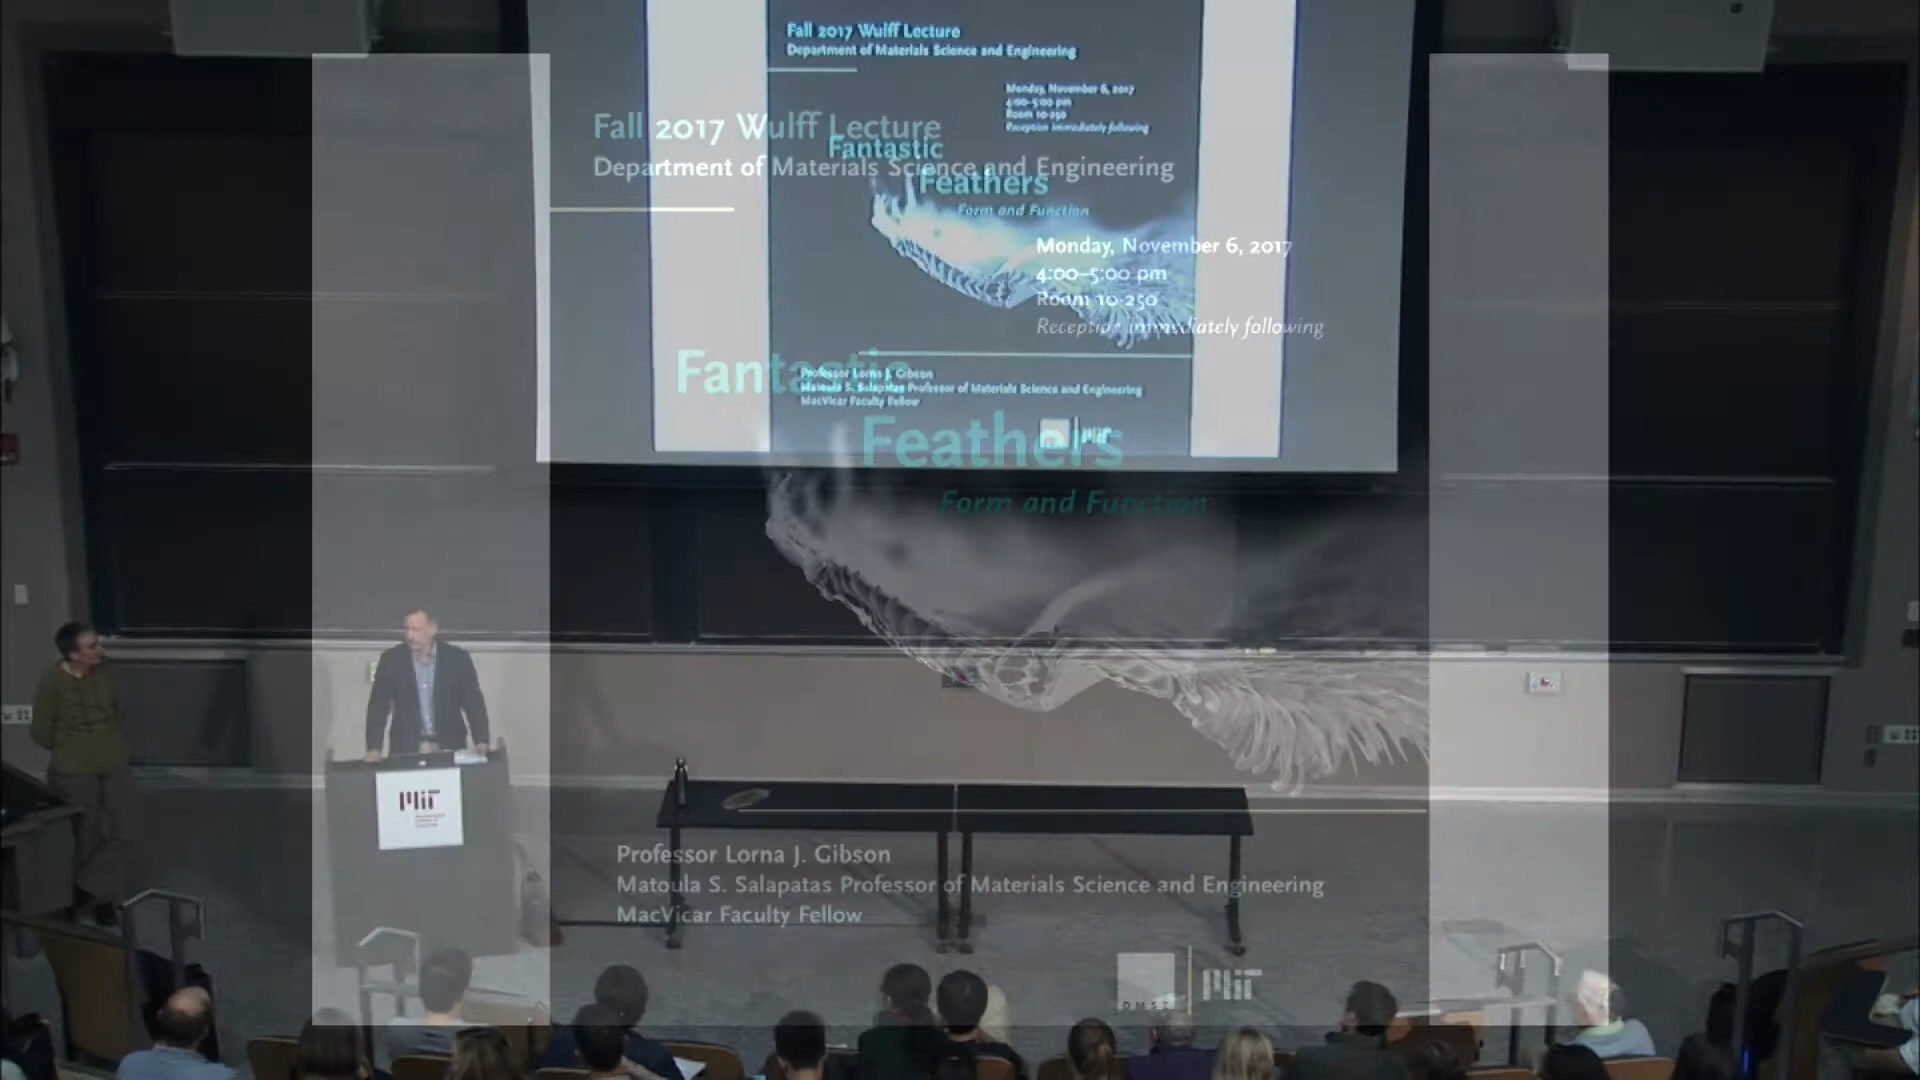 Fall 2017 Wulff Lecture
Department of Materials Science and Engineering
Monday, November 6, 2017
4:00–5:00 pm
Room 10-250
Reception immediately following
Fantastic
Feathers
Form and Function
Professor Lorna J. Gibson
Matoula S. Salapatas Professor of Materials Science and Engineering
MacVicar Faculty Fellow
MIT
Fall 2017 Wulff Lecture
Department of Materials Science and Engineering
Monday, November 6, 2017
4:00–5:00 pm
Room 10-250
Reception immediately following
Fantastic
Feathers
Form and Function
Professor Lorna J. Gibson
Matoula S. Salapatas Professor of Materials Science and Engineering
MacVicar Faculty Fellow
DMSE
MIT
MIT